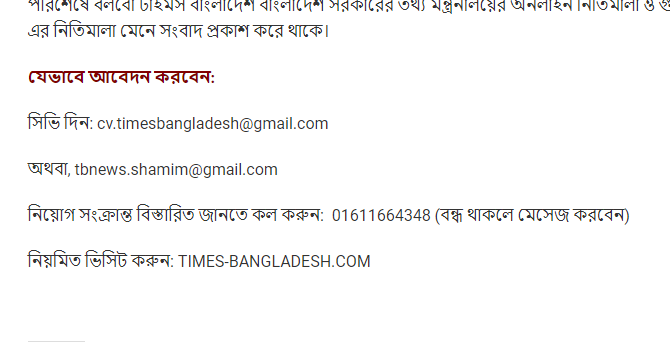 পরিশেষে বলবো টাইমস বাংলাদেশ বাংলাদেশ সরকারের তথ্য মন্ত্রনালয়ের অনলাইন নিতিমালা ও
এর নিতিমালা মেনে সংবাদ প্রকাশ করে থাকে।
যেভাবে আবেদন করবেন:
সিভি দিন: cv.timesbangladesh@gmail.com
অথবা, tbnews.shamim@gmail.com
নিয়োগ সংক্রান্ত বিস্তারিত জানতে কল করুন: 01611664348 (বন্ধ থাকলে মেসেজ করবেন)
নিয়মিত ভিসিট করুন: TIMES-BANGLADESH.COM